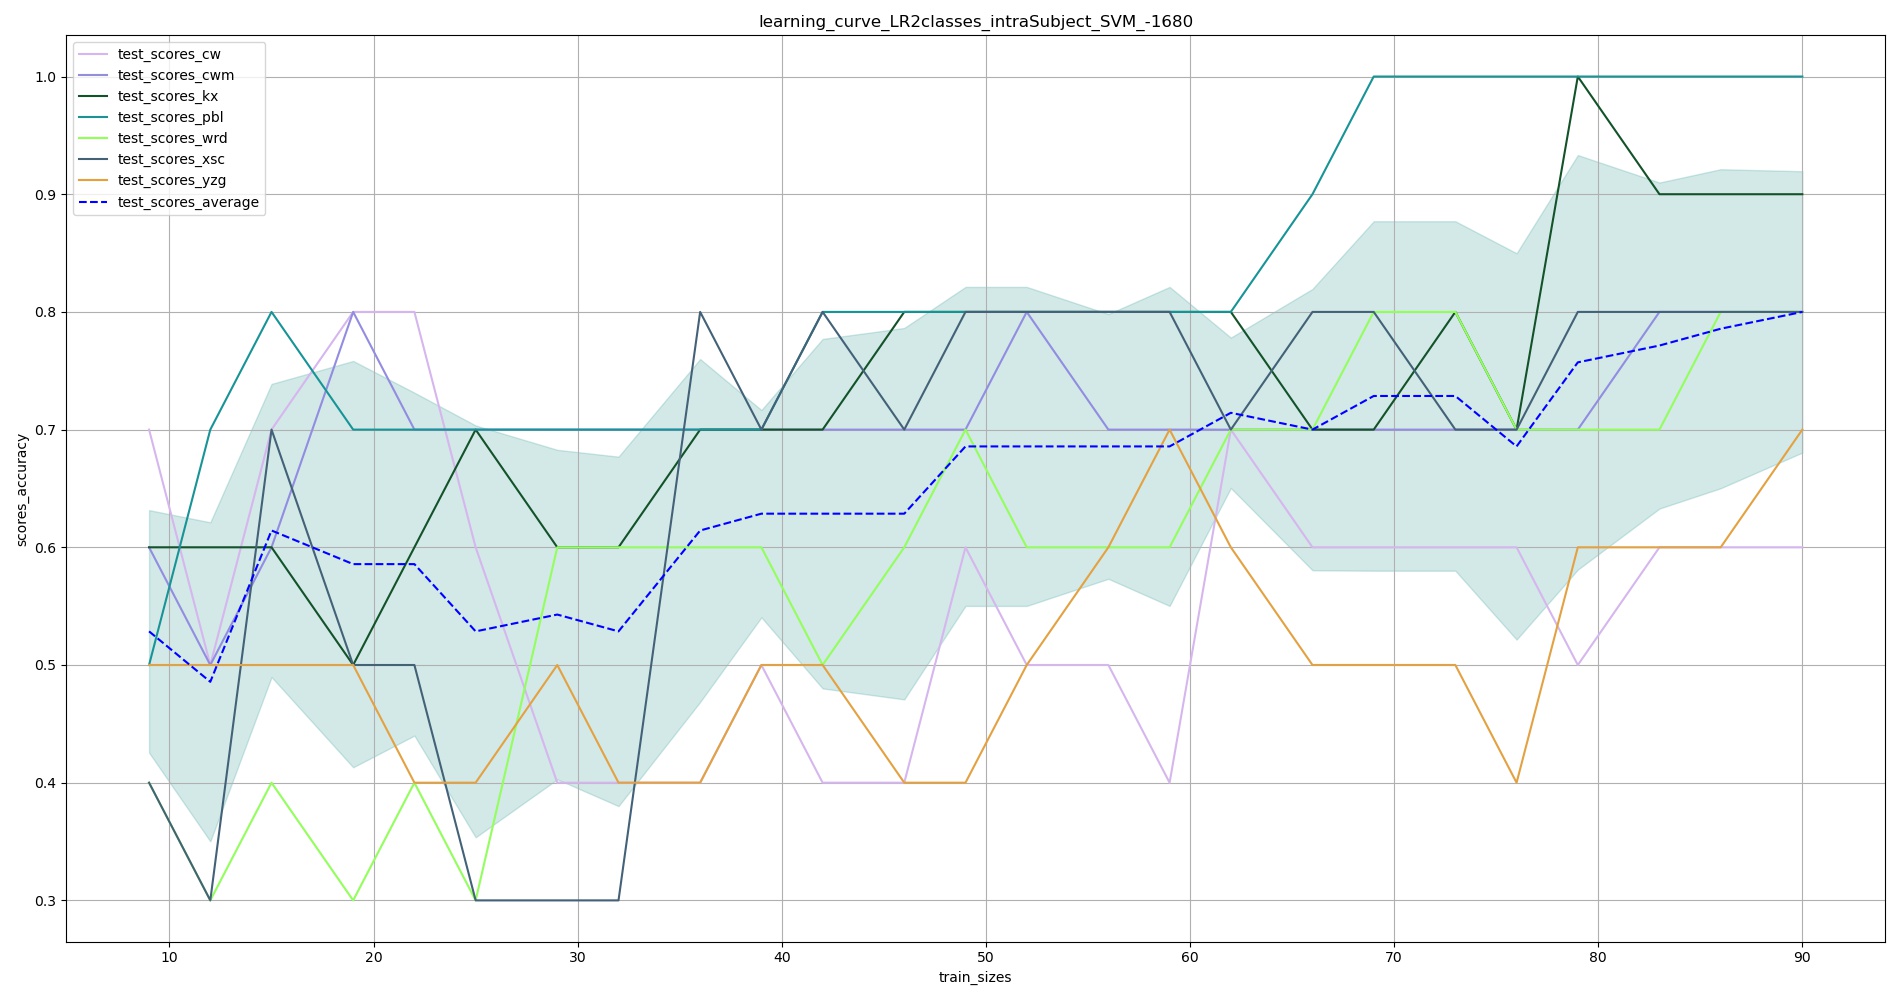 learning_curve_LR2classes_intraSubject_SVM_-1680
test_scores_cw
test_scores_cwm
test_scores_kx
test_scores_pbl
test_scores_wrd
test_scores_xsc
test_scores_yzg
test_scores_average
scores_accuracy
1.0
0.9
0.8
0.7
0.6
0.5
0.4
0.3
10 20 30 40 50 60 70 80 90
train_sizes